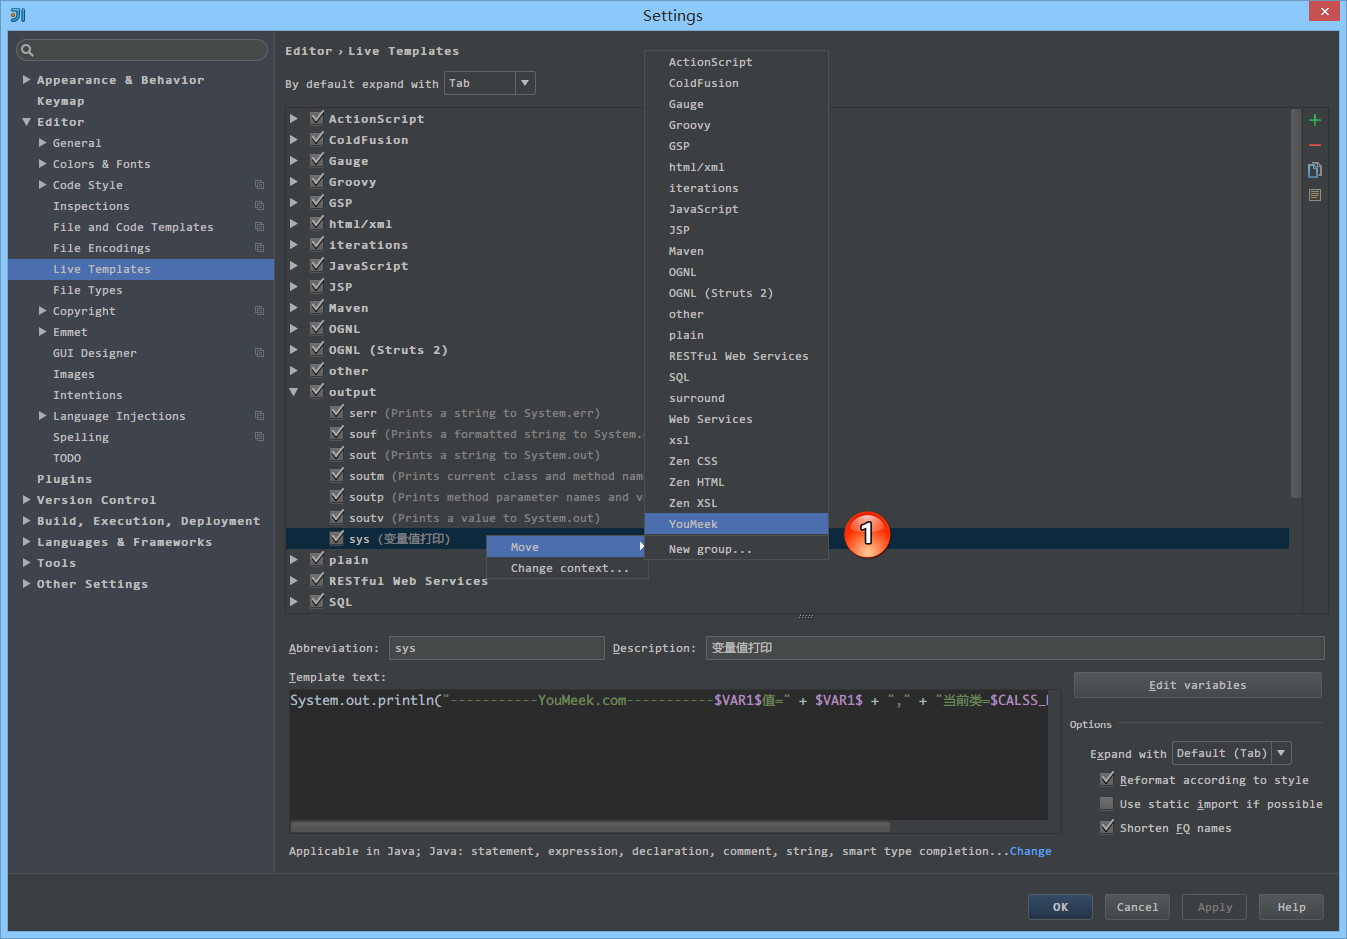 Settings
Appearance & Behavior
Keymap
Editor
General
Colors & Fonts
Code Style
Inspections
File and Code Templates
File Encodings
Live Templates
File Types
Copyright
Emmet
GUI Designer
Images
Intentions
Language Injections
Spelling
TODO
Plugins
Version Control
Build, Execution, Deployment
Languages & Frameworks
Tools
Other Settings
Editor › Live Templates
By default expand with Tab
ActionScript
ColdFusion
Gauge
Groovy
GSP
html/xml
iterations
JavaScript
JSP
Maven
OGNL
OGNL (Struts 2)
other
output
serr (Prints a string to System.err)
souf (Prints a formatted string to System.
sout (Prints a string to System.out)
soutm (Prints current class and method nam
soutp (Prints method parameter names and v
soutv (Prints a value to System.out)
sys (变量值打印)
plain
RESTful Web Services
SQL
Move
Change context...
ActionScript
ColdFusion
Gauge
Groovy
GSP
html/xml
iterations
JavaScript
JSP
Maven
OGNL
OGNL (Struts 2)
other
plain
RESTful Web Services
SQL
surround
Web Services
xsl
Zen CSS
Zen HTML
Zen XSL
YouMeek
New group...
1
Abbreviation: sys Description: 变量值打印
Template text:
System.out.println("-----------YouMeek.com-----------$VAR1$值=" + $VAR1$ + "," + "当前类=$CALSS_
Edit variables
Options
Expand with Default (Tab)
Reformat according to style
Use static import if possible
Shorten FQ names
Applicable in Java; Java: statement, expression, declaration, comment, string, smart type completion...Change
OK Cancel Apply Help